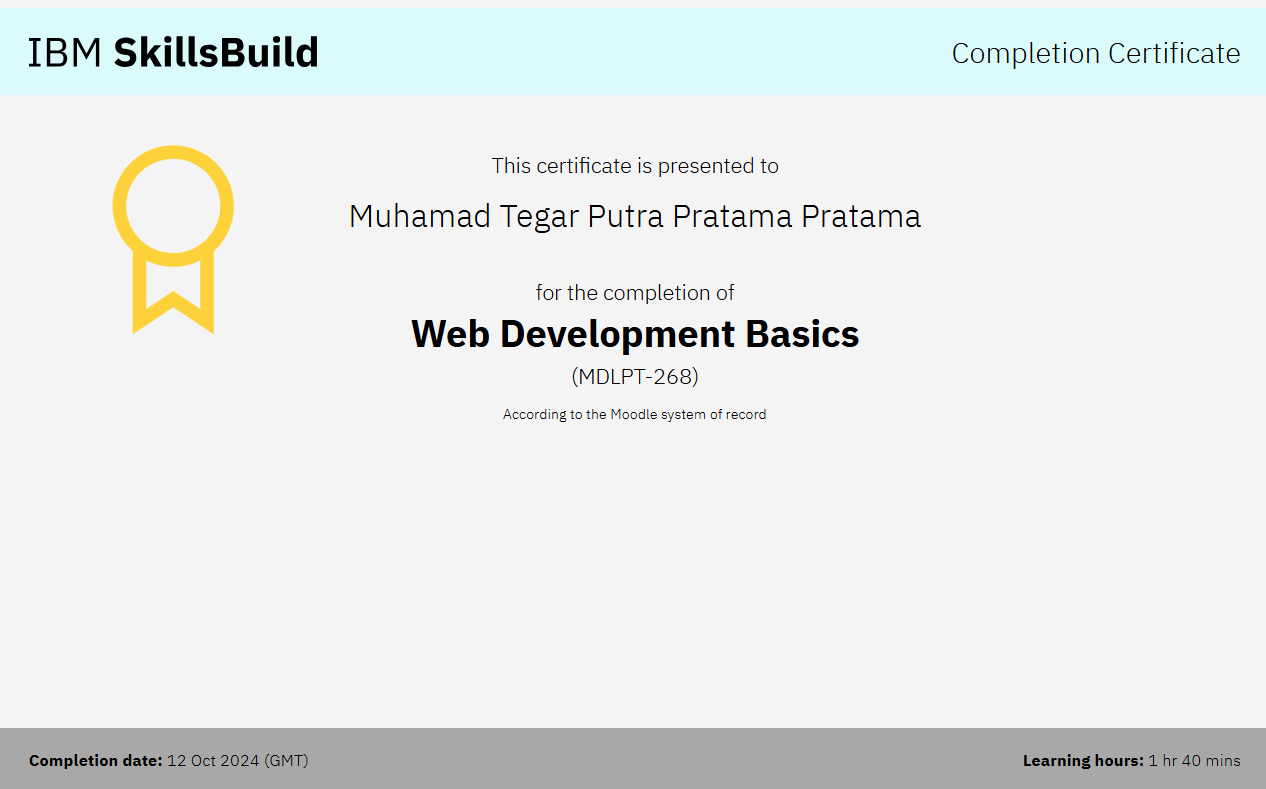 IBM SkillsBuild
Completion Certificate
This certificate is presented to
Muhamad Tegar Putra Pratama Pratama
for the completion of
Web Development Basics
(MDLPT-268)
According to the Moodle system of record
Completion date: 12 Oct 2024 (GMT)
Learning hours: 1 hr 40 mins